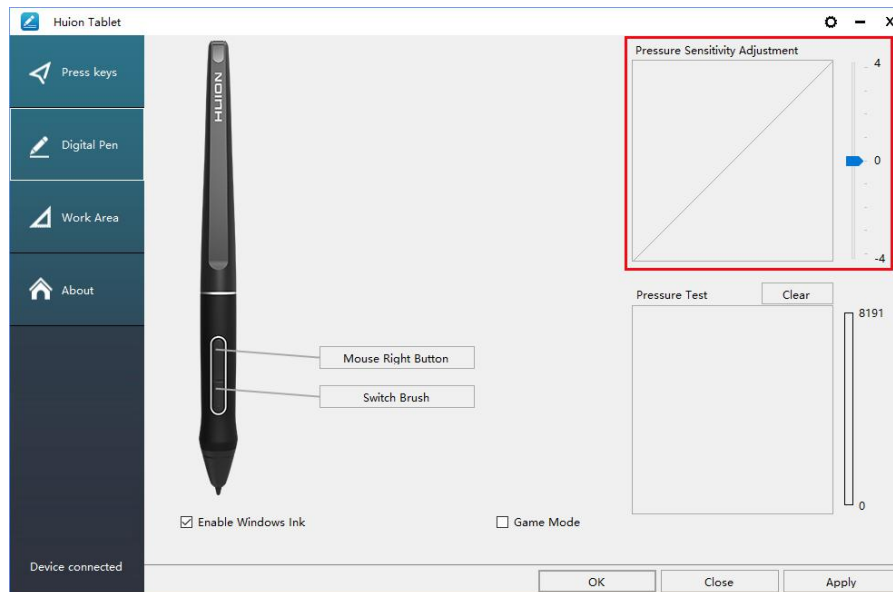 Huion Tablet
Press keys
Digital Pen
Work Area
About
Device connected
HUION
Mouse Right Button
Switch Brush
Enable Windows Ink
Game Mode
Pressure Sensitivity Adjustment
4
0
-4
Pressure Test
Clear
8191
0
OK
Close
Apply